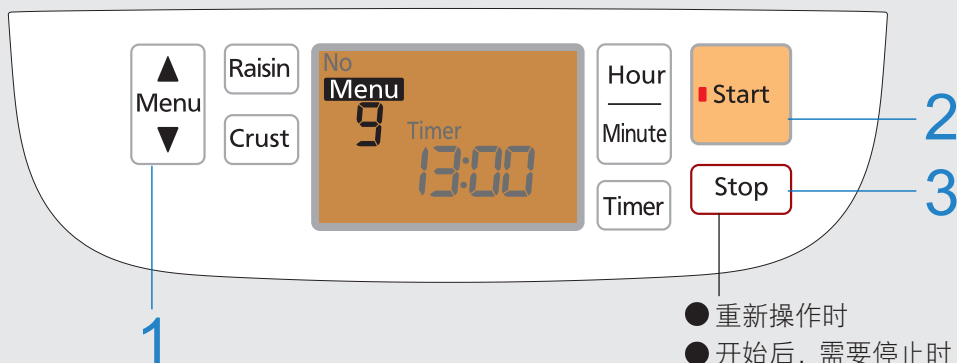 ▲
Menu
▼
Raisin
Crust
No
Menu
9
Timer
13:00
Hour
Minute
Timer
Start
Stop
1
2
3
●重新操作时
●开始后，需要停止时